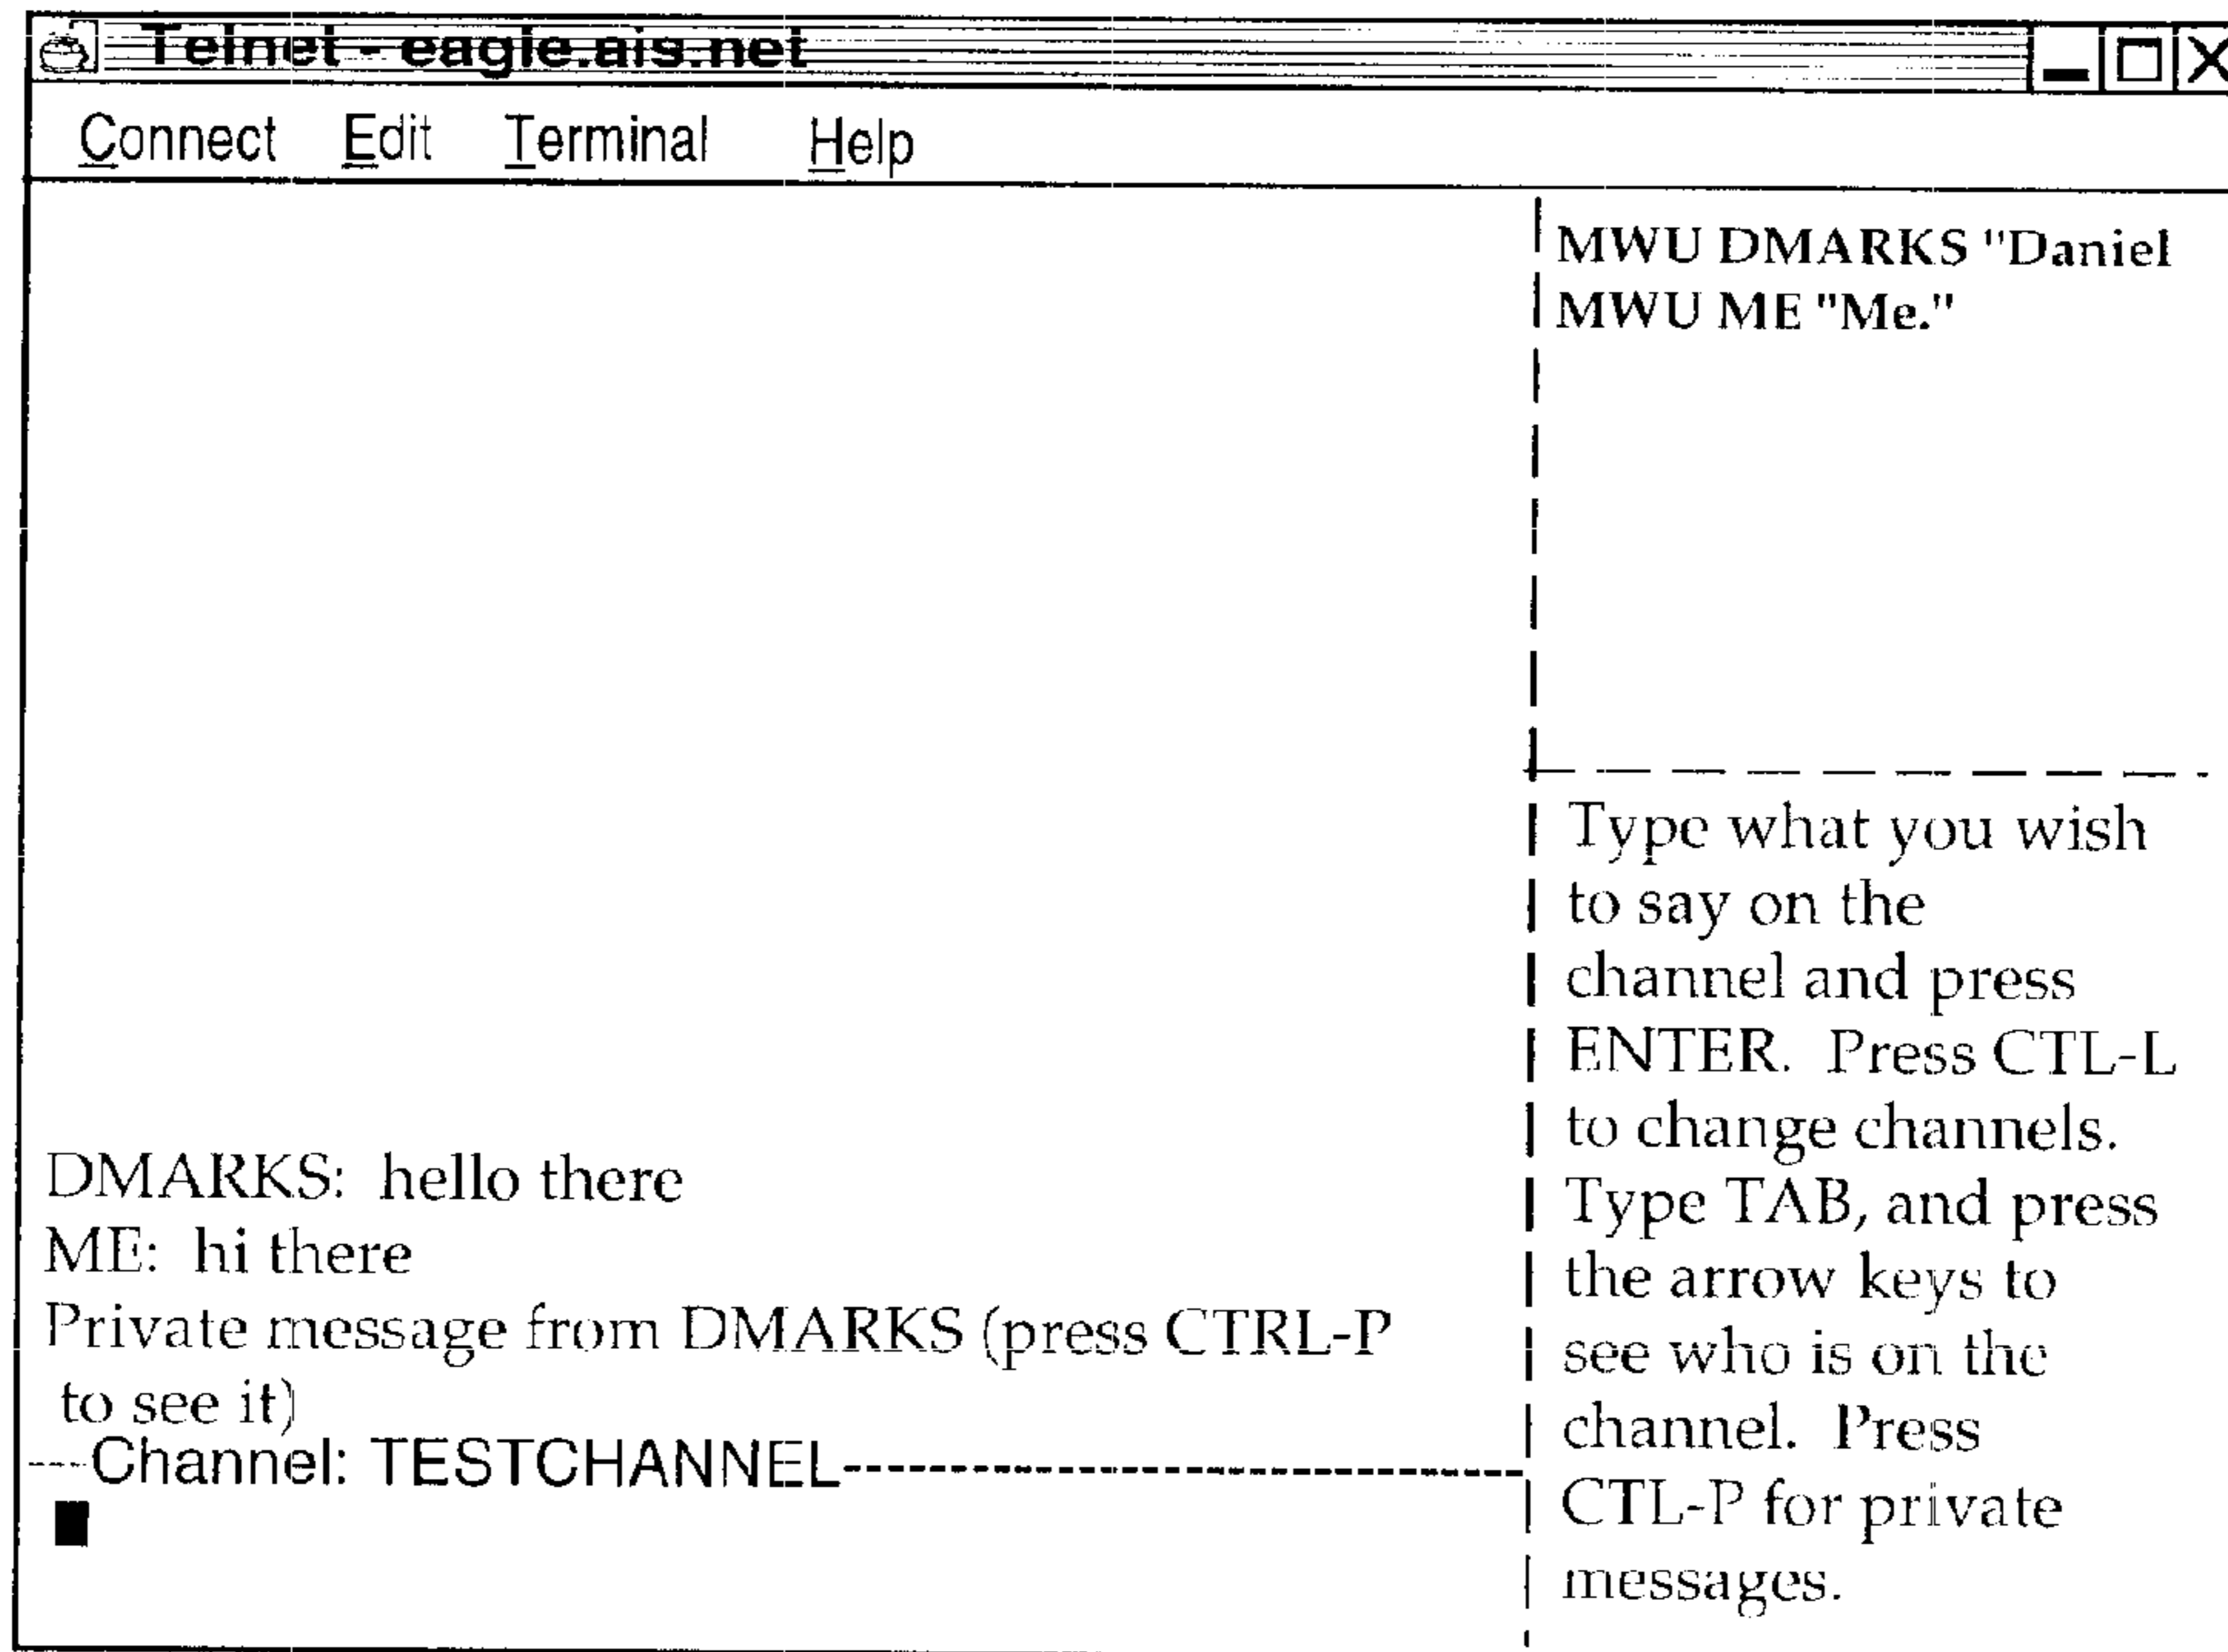 Telnet - eagle.ais.net
Connect Edit Terminal Help
MWU DMARKS "Daniel
MWU ME "Me."
DMARKS: hello there
ME: hi there
Private message from DMARKS (press CTRL-P
to see it)
---Channel: TESTCHANNEL-----------------------------------
Type what you wish
to say on the
channel and press
ENTER. Press CTL-L
to change channels.
Type TAB, and press
the arrow keys to
see who is on the
channel. Press
CTL-P for private
messages.